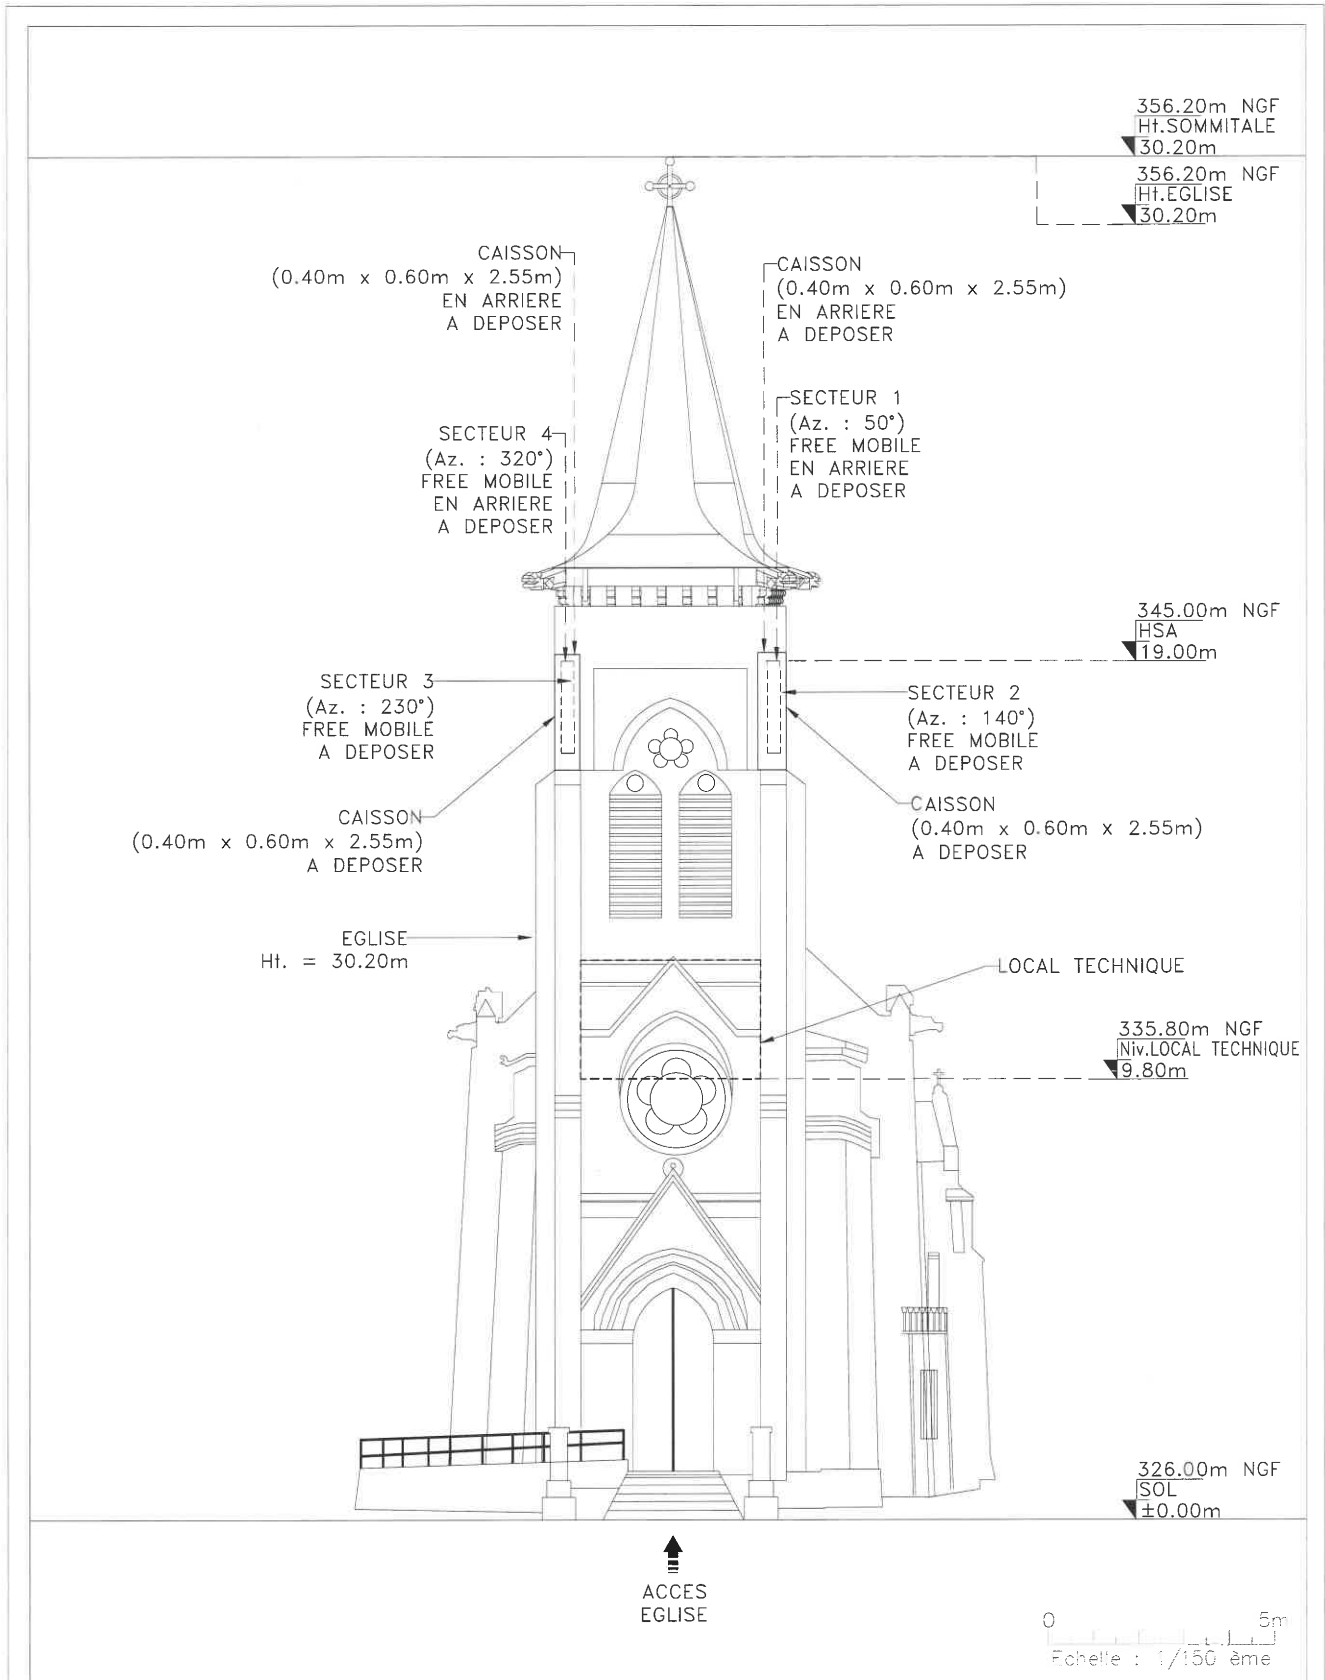 356.20m NGF
Ht.SOMMITALE
30.20m
356.20m NGF
Ht.EGLISE
30.20m
CAISSON
(0.40m x 0.60m x 2.55m)
EN ARRIERE
A DEPOSER
CAISSON
(0.40m x 0.60m x 2.55m)
EN ARRIERE
A DEPOSER
SECTEUR 1
(Az. : 50°)
FREE MOBILE
EN ARRIERE
A DEPOSER
SECTEUR 4
(Az. : 320°)
FREE MOBILE
EN ARRIERE
A DEPOSER
345.00m NGF
HSA
19.00m
SECTEUR 3
(Az. : 230°)
FREE MOBILE
A DEPOSER
SECTEUR 2
(Az. : 140°)
FREE MOBILE
A DEPOSER
CAISSON
(0.40m x 0.60m x 2.55m)
A DEPOSER
CAISSON
(0.40m x 0.60m x 2.55m)
A DEPOSER
EGLISE
Ht. = 30.20m
LOCAL TECHNIQUE
335.80m NGF
Niv.LOCAL TECHNIQUE
9.80m
326.00m NGF
SOL
±0.00m
ACCES
EGLISE
0 5m
Echelle : 1/150 ème